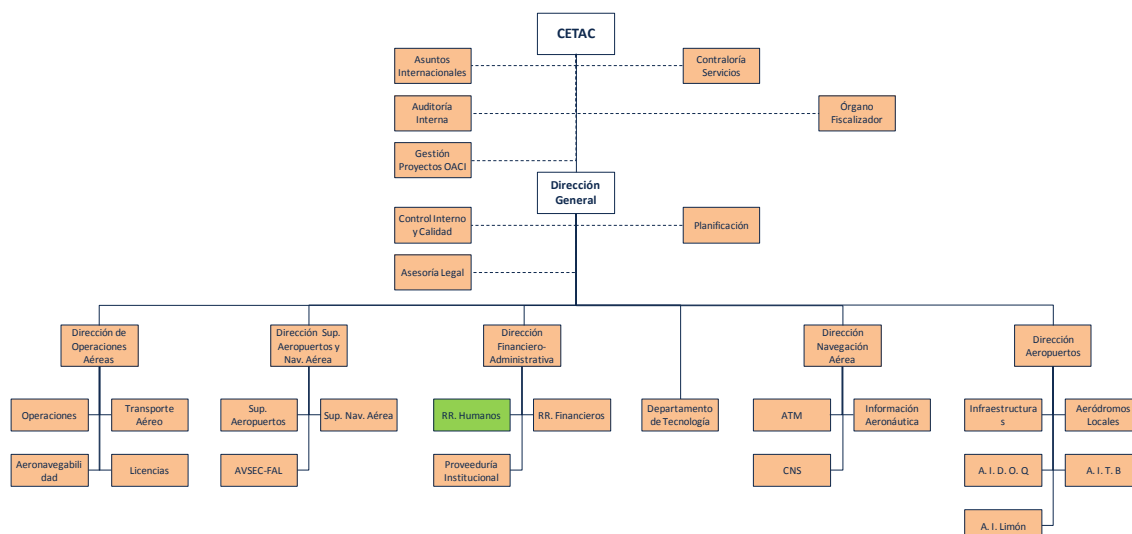 CETAC
Asuntos
Internacionales
Contraloría
Servicios
Auditoría
Interna
Órgano
Fiscalizador
Gestión
Proyectos OACI
Dirección
General
Control Interno
y Calidad
Planificación
Asesoría Legal
Dirección de
Operaciones
Aéreas
Dirección Sup.
Aeropuertos y
Nav. Aérea
Dirección
Financiero-
Administrativa
Dirección
Navegación
Aérea
Dirección
Aeropuertos
Operaciones
Transporte
Aéreo
Sup.
Aeropuertos
Sup. Nav. Aérea
RR. Humanos
RR. Financieros
Departamento
de Tecnología
ATM
Información
Aeronáutica
Infraestructura
s
Aeródromos
Locales
Aeronavegabili
dad
Licencias
AVSEC-FAL
Proveeduría
Institucional
CNS
A. I. D. O. Q
A. I. T. B
A. I. Limón